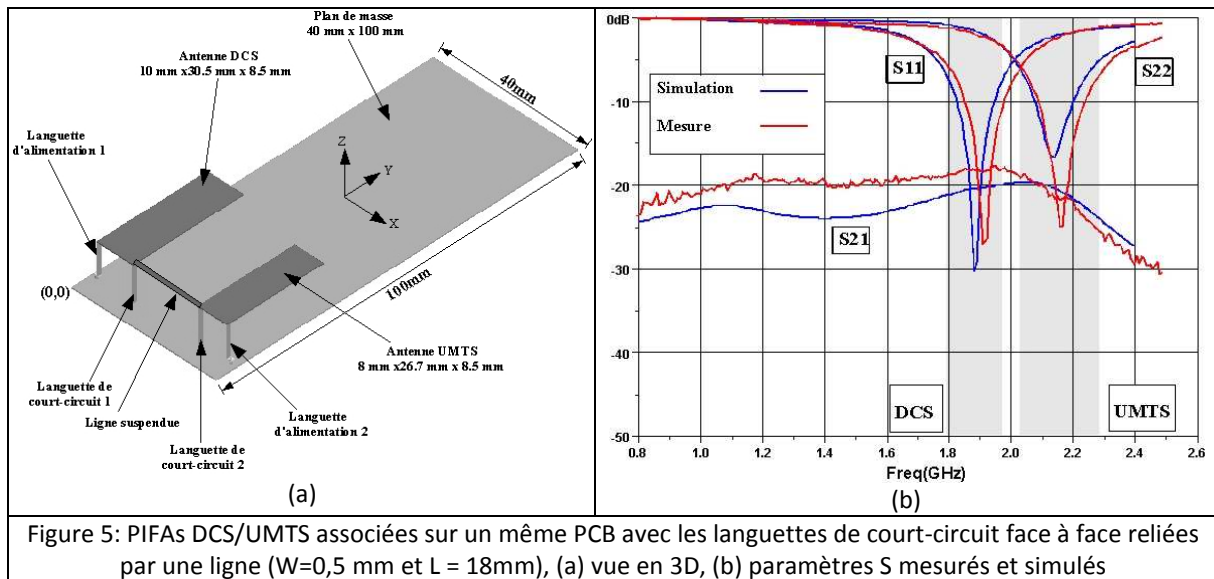 Plan de masse
40 mm x 100 mm
Antenne DCS
10 mm x30.5 mm x 8.5 mm
40mm
Languette
d'alimentation 1
Z
Y
X
(0,0)
100mm
Antenne UMTS
8 mm x26.7 mm x 8.5 mm
Languette de
court-circuit 1
Ligne suspendue
Languette
d'alimentation 2
Languette de
court-circuit 2
(a)
0dB
-10
-20
-30
-40
-50
S11
S22
Simulation
Mesure
S21
DCS
UMTS
0.8 1.0 1.2 1.4 1.6 1.8 2.0 2.2 2.4 2.6
Freq(GHz)
(b)
Figure 5: PIFAs DCS/UMTS associées sur un même PCB avec les languettes de court-circuit face à face reliées
par une ligne (W=0,5 mm et L = 18mm), (a) vue en 3D, (b) paramètres S mesurés et simulés